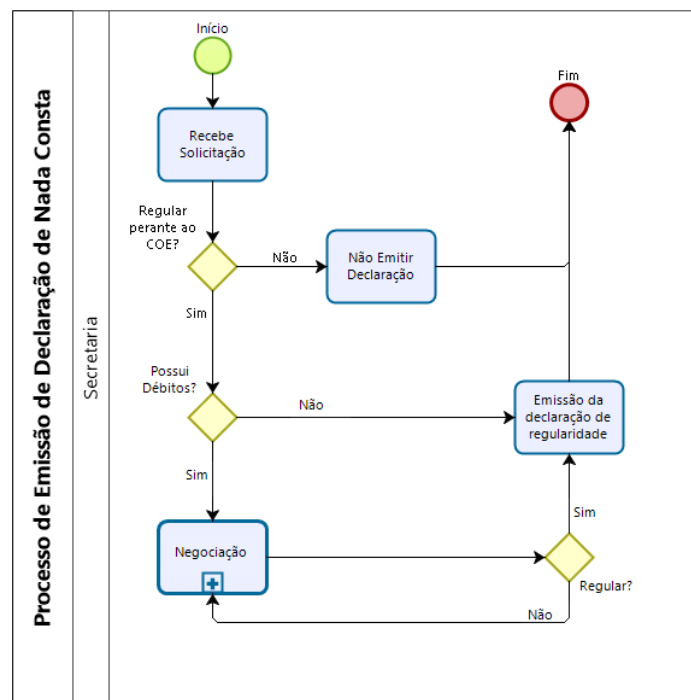 Processo de Emissão de Declaração de Nada Consta
Secretaria
Início
Fim
Recebe
Solicitação
Regular
perante ao
COE?
Não
Não Emitir
Declaração
Sim
Possui
Débitos?
Não
Emissão da
declaração de
regularidade
Sim
Sim
Negociação
Regular?
Não